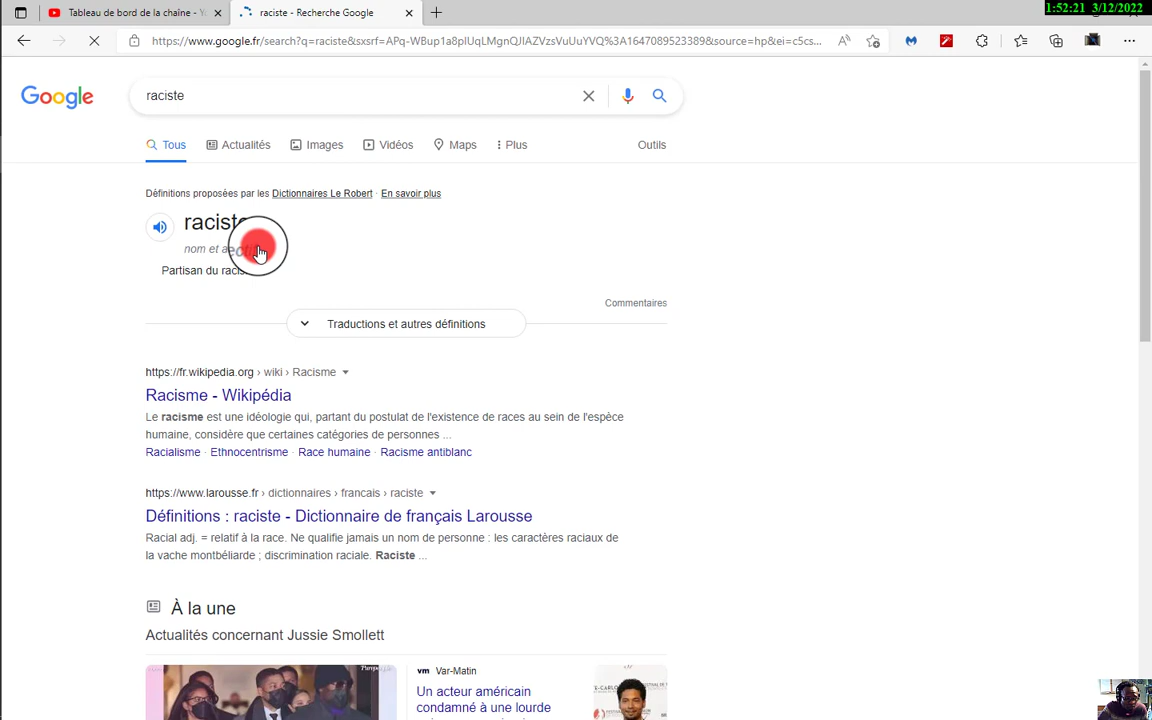 1:52:21 3/12/2022
Tableau de bord de la chaîne - Y
raciste - Recherche Google
https://www.google.fr/search?q=raciste&sxsrf=APq-WBup1a8plUqLMgnQJIAZVzsVuUuYVQ%3A1647089523389&source=hp&ei=c5cs...
Google
raciste
Tous
Actualités
Images
Vidéos
Maps
Plus
Outils
Définitions proposées par les Dictionnaires Le Robert · En savoir plus
raciste
nom et
Partisan du
Commentaires
Traductions et autres définitions
https://fr.wikipedia.org › wiki › Racisme
Racisme - Wikipédia
Le racisme est une idéologie qui, partant du postulat de l'existence de races au sein de l'espèce
humaine, considère que certaines catégories de personnes ...
Racialisme · Ethnocentrisme · Race humaine · Racisme antiblanc
https://www.larousse.fr › dictionnaires › francais › raciste
Définitions : raciste - Dictionnaire de français Larousse
Racial adj. = relatif à la race. Ne qualifie jamais un nom de personne : les caractères raciaux de
la vache montbéliarde ; discrimination raciale. Raciste ...
À la une
Actualités concernant Jussie Smollett
vm Var-Matin
Un acteur américain
condamné à une lourde